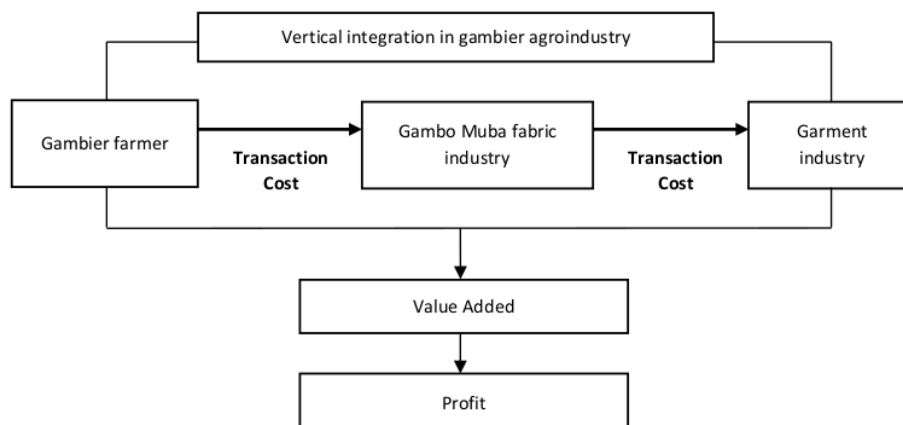 Vertical integration in gambier agroindustry
Gambier farmer
Transaction
Cost
Gambo Muba fabric
industry
Transaction
Cost
Garment
industry
Value Added
Profit